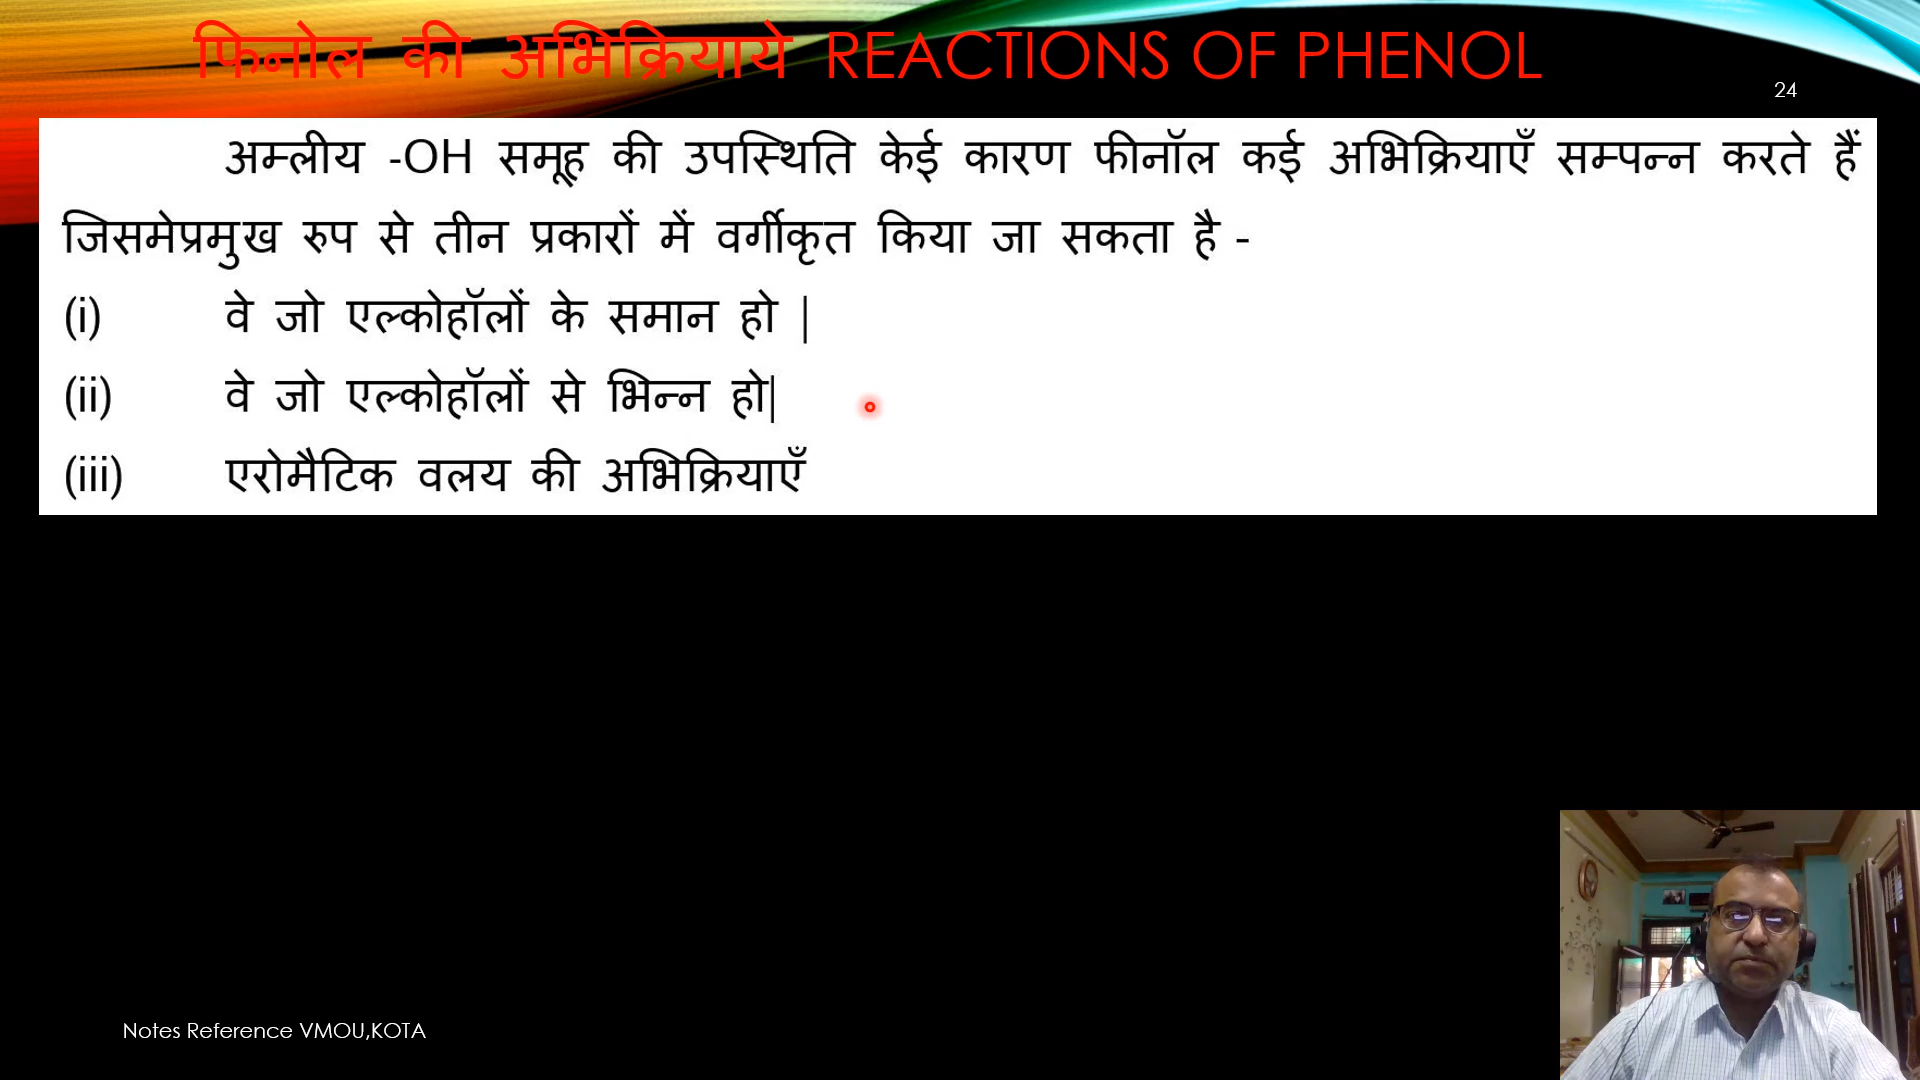 फिनोल की अभिक्रियाये REACTIONS OF PHENOL
24
अम्लीय -OH समूह की उपस्थिति केई कारण फीनॉल कई अभिक्रियाएँ सम्पन्न करते हैं
जिसमेप्रमुख रुप से तीन प्रकारों में वर्गीकृत किया जा सकता है -
(i) वे जो एल्कोहॉलों के समान हो |
(ii) वे जो एल्कोहॉलों से भिन्न हो|
(iii) एरोमैटिक वलय की अभिक्रियाएँ
Notes Reference VMOU,KOTA